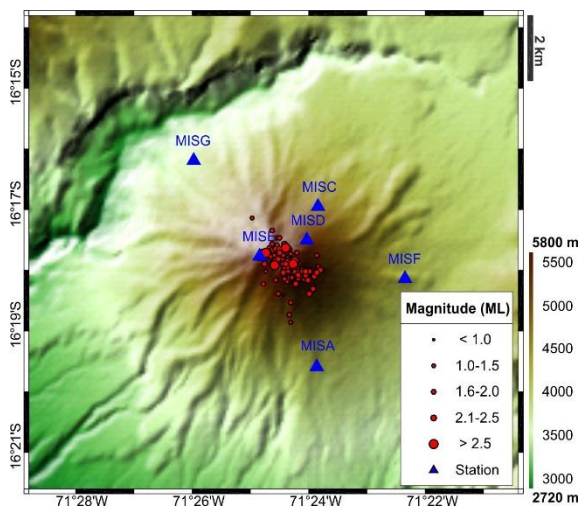 2 km
16°15'S
16°17'S
16°19'S
16°21'S
MISG
MISC
MISD
MISF
MISA
5800 m
5500
5000
4500
4000
3500
3000
2720 m
Magnitude (ML)
< 1.0
1.0-1.5
1.6-2.0
2.1-2.5
> 2.5
Station
71°28'W
71°26'W
71°24'W
71°22'W